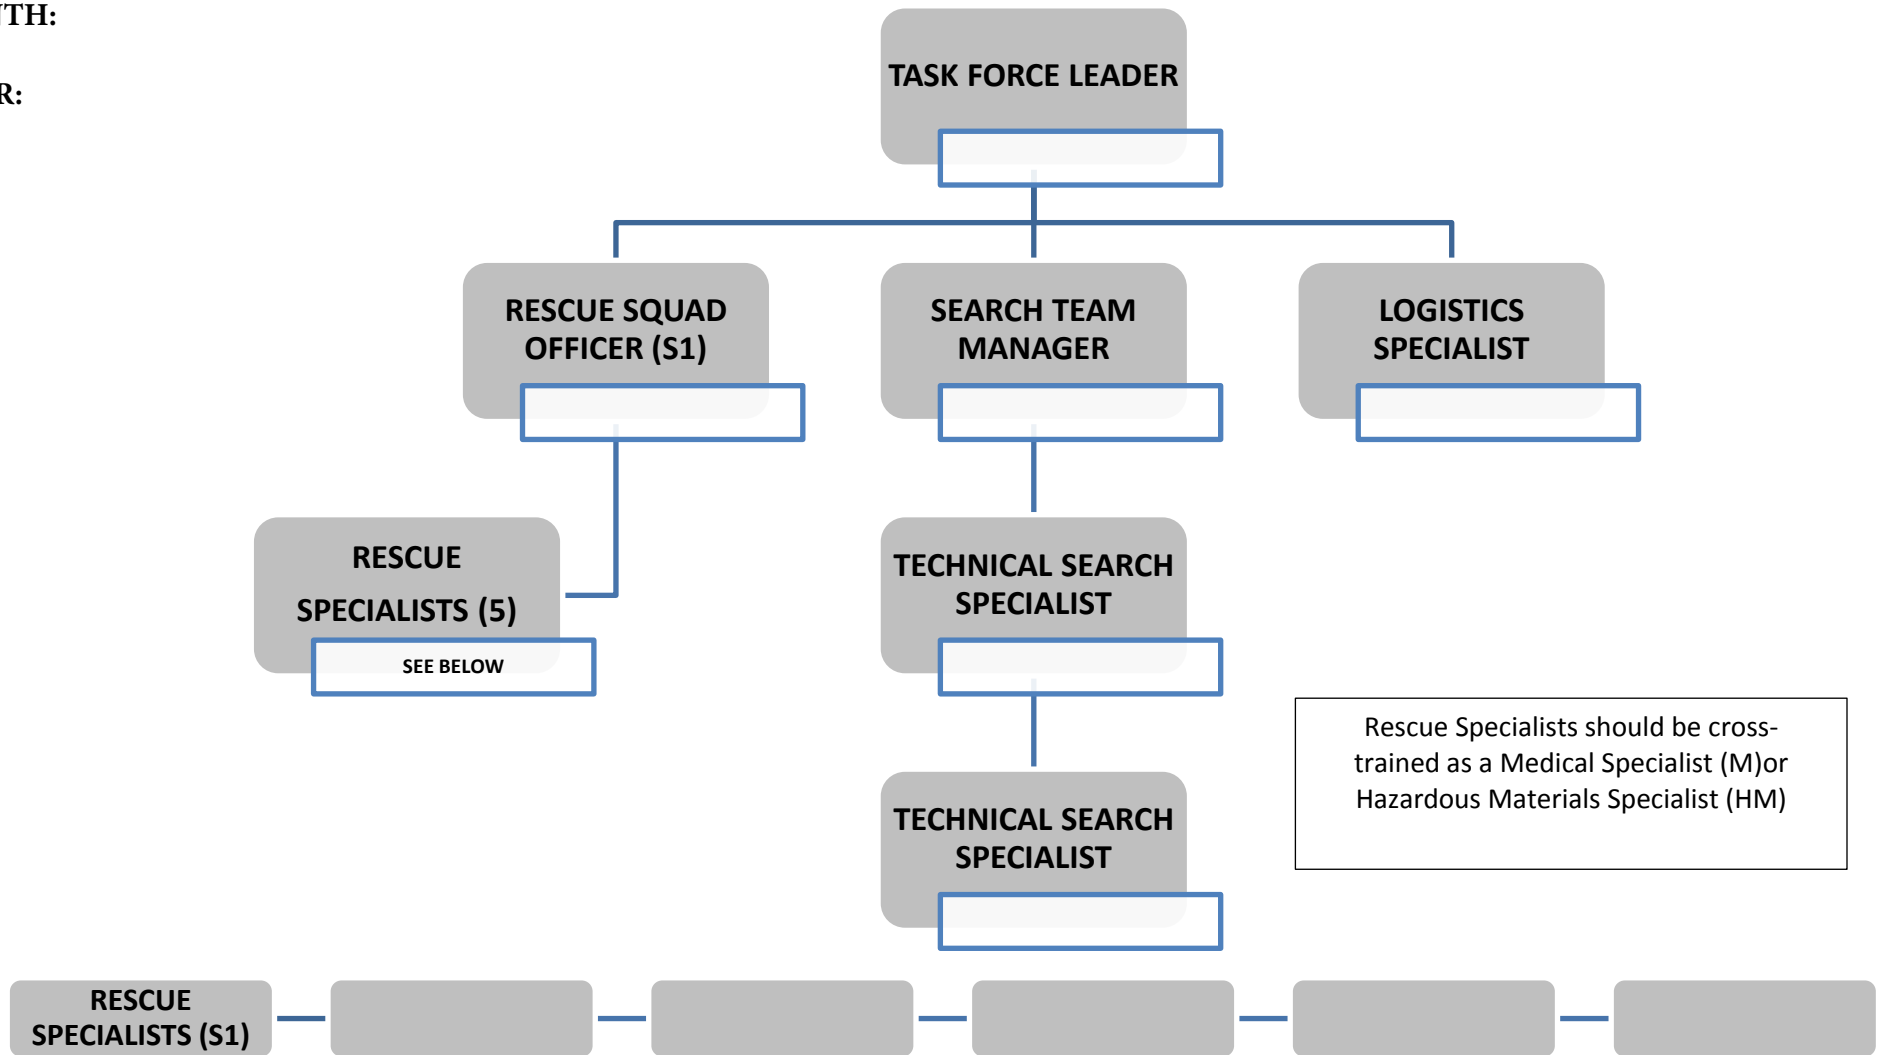 NTH:
R:
TASK FORCE LEADER
RESCUE SQUAD
OFFICER (S1)
SEARCH TEAM
MANAGER
LOGISTICS
SPECIALIST
RESCUE
SPECIALISTS (5)
SEE BELOW
TECHNICAL SEARCH
SPECIALIST
Rescue Specialists should be cross-
trained as a Medical Specialist (M)or
Hazardous Materials Specialist (HM)
TECHNICAL SEARCH
SPECIALIST
RESCUE
SPECIALISTS (S1)